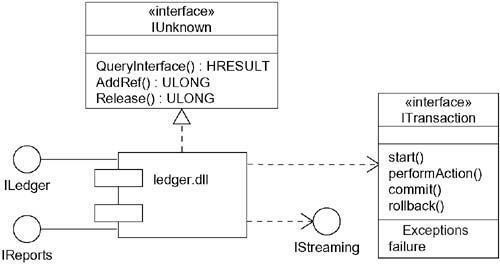 «interface»
IUnknown
QueryInterface() : HRESULT
AddRef() : ULONG
Release() : ULONG
«interface»
ITransaction
start()
performAction()
commit()
rollback()
Exceptions
failure
ILedger
ledger.dll
IReports
IStreaming